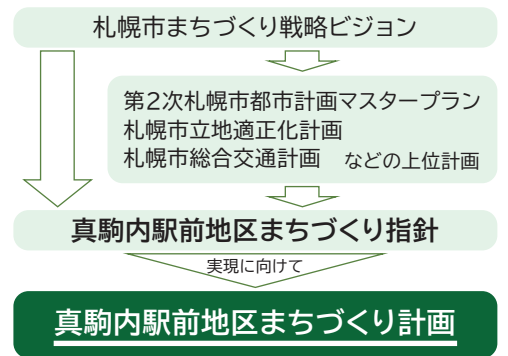 札幌市まちづくり戦略ビジョン
第2次札幌市都市計画マスタープラン
札幌市立地適正化計画
札幌市総合交通計画　などの上位計画
真駒内駅前地区まちづくり指針
実現に向けて
真駒内駅前地区まちづくり計画